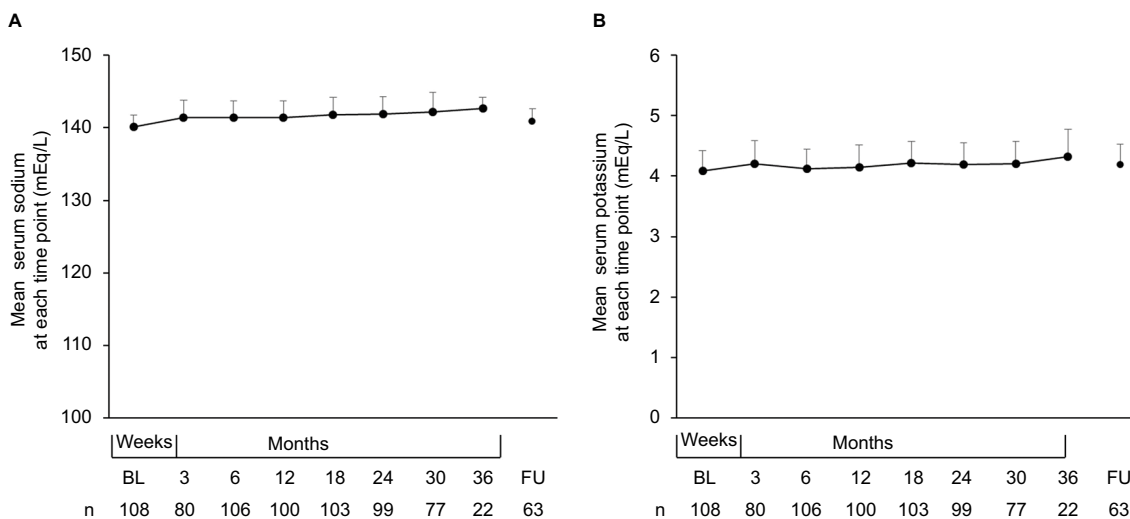 A
150
140
130
120
110
100
Mean serum sodium
at each time point (mEq/L)
Weeks Months
BL 3 6 12 18 24 30 36 FU
n 108 80 106 100 103 99 77 22 63
B
6
5
4
3
2
1
0
Mean serum potassium
at each time point (mEq/L)
Weeks Months
BL 3 6 12 18 24 30 36 FU
n 108 80 106 100 103 99 77 22 63